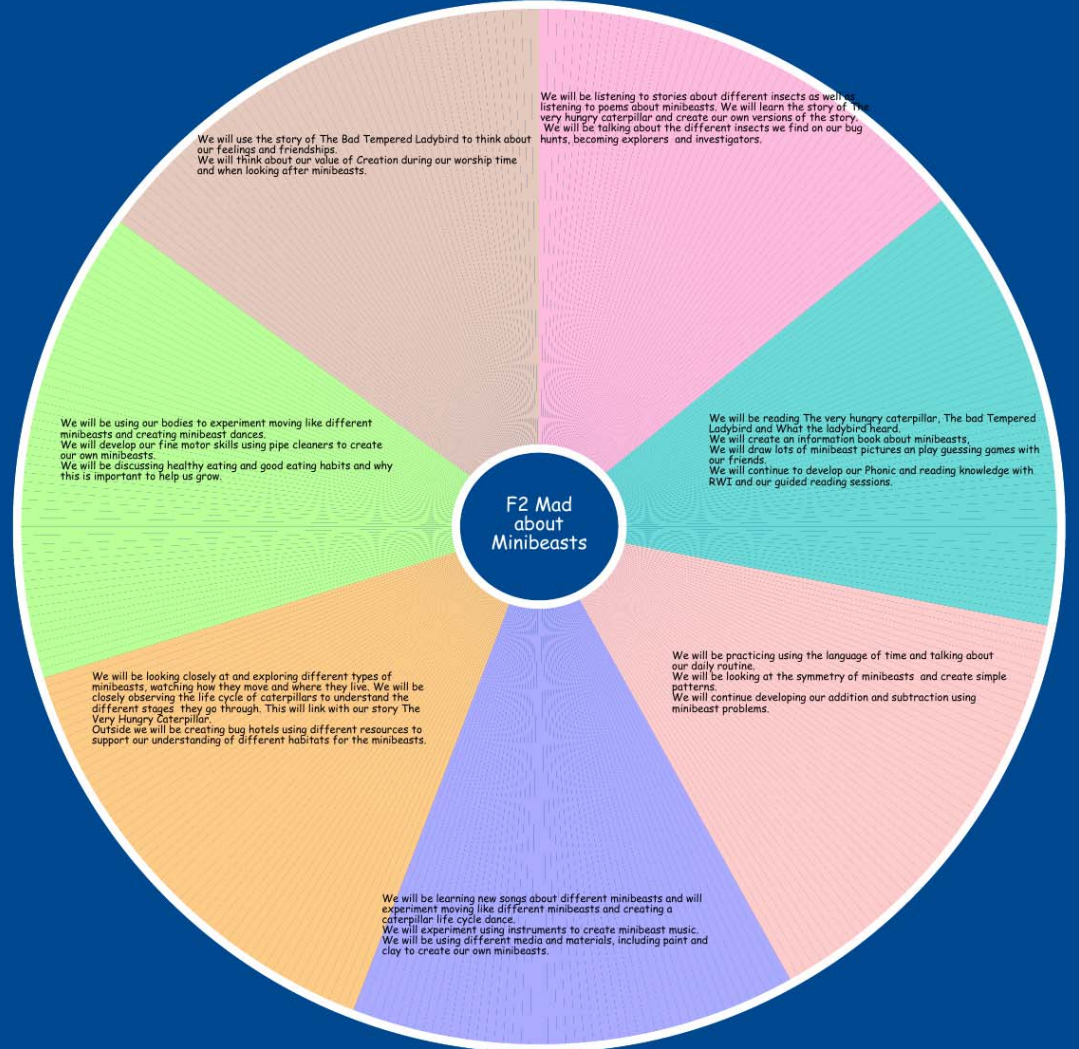 We will be listening to stories about different insects as well as
listening to poems about minibeasts. We will learn the story of The
very hungry caterpillar and create our own versions of the story.
We will be talking about the different insects we find on our bug
hunts, becoming explorers and investigators.
We will be reading The very hungry caterpillar, The bad Tempered
Ladybird and What the ladybird heard.
We will create an information book about minibeasts,
We will draw lots of minibeast pictures an play guessing games with
our friends.
We will continue to develop our Phonic and reading knowledge with
RWI and our guided reading sessions.
We will be practicing using the language of time and talking about
our daily routine.
We will be looking at the symmetry of minibeasts and create simple
patterns.
We will continue developing our addition and subtraction using
minibeast problems.
We will be learning new songs about different minibeasts and will
experiment moving like different minibeasts and creating a
caterpillar life cycle dance.
We will experiment using instruments to create minibeast music.
We will be using different media and materials, including paint and
clay to create our own minibeasts.
We will be looking closely at and exploring different types of
minibeasts, watching how they move and where they live. We will be
closely observing the life cycle of caterpillars to understand the
different stages they go through. This will link with our story The
Very Hungry Caterpillar.
Outside we will be creating bug hotels using different resources to
support our understanding of different habitats for the minibeasts.
We will be using our bodies to experiment moving like different
minibeasts and creating minibeast dances.
We will develop our fine motor skills using pipe cleaners to create
our own minibeasts.
We will be discussing healthy eating and good eating habits and why
this is important to help us grow.
We will use the story of The Bad Tempered Ladybird to think about
our feelings and friendships.
We will think about our value of Creation during our worship time
and when looking after minibeasts.
F2 Mad
about
Minibeasts